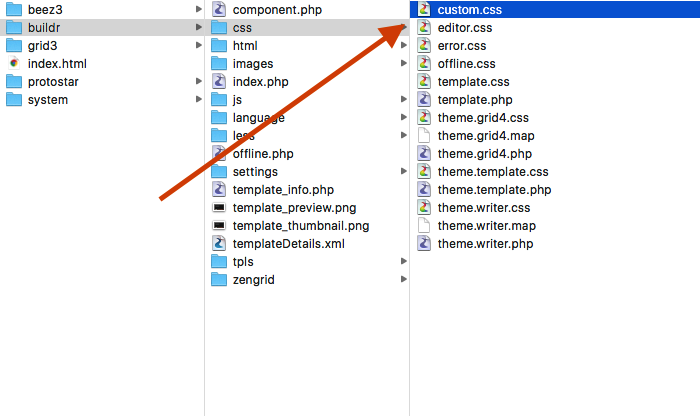 beez3
buildr
grid3
index.html
protostar
system
component.php
css
html
images
index.php
js
language
less
offline.php
settings
template_info.php
template_preview.png
template_thumbnail.png
templateDetails.xml
tpls
zengrid
custom.css
editor.css
error.css
offline.css
template.css
template.php
theme.grid4.css
theme.grid4.map
theme.grid4.php
theme.template.css
theme.template.php
theme.writer.css
theme.writer.map
theme.writer.php